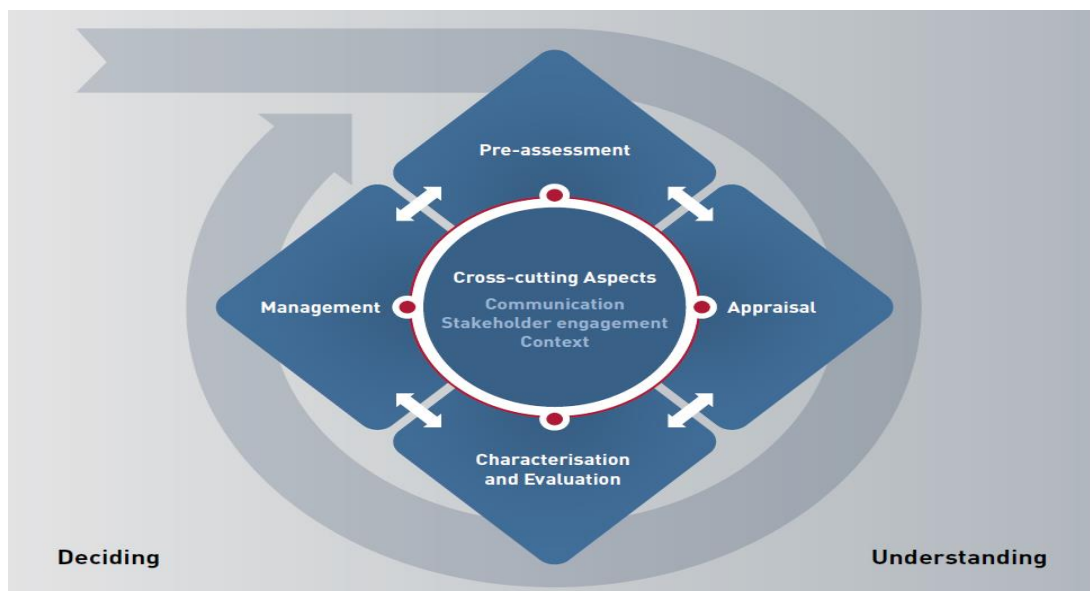 Pre-assessment
Cross-cutting Aspects
Communication
Stakeholder engagement
Context
Management
Appraisal
Characterisation
and Evaluation
Deciding
Understanding